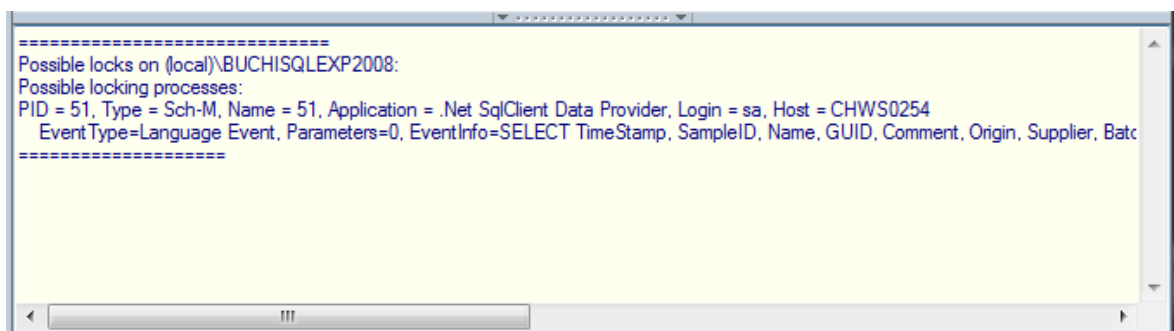 ==============================
Possible locks on (local)\BUCHISQLEXP2008:
Possible locking processes:
PID = 51, Type = Sch-M, Name = 51, Application = .Net SqlClient Data Provider, Login = sa, Host = CHWS0254
EventType=Language Event, Parameters=0, EventInfo=SELECT TimeStamp, SampleID, Name, GUID, Comment, Origin, Supplier, Batc
====================